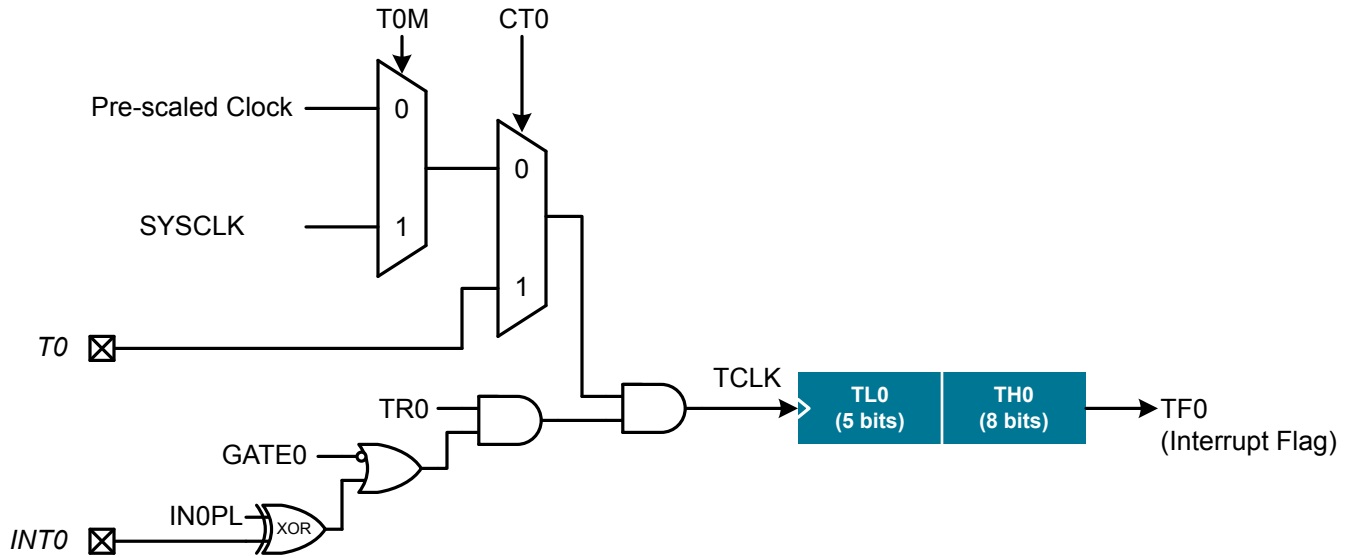 T0M CT0
Pre-scaled Clock
0
0
SYSCLK
1
1
T0
TCLK
TL0
(5 bits)
TH0
(8 bits)
TF0
(Interrupt Flag)
TR0
GATE0
IN0PL
XOR
INT0